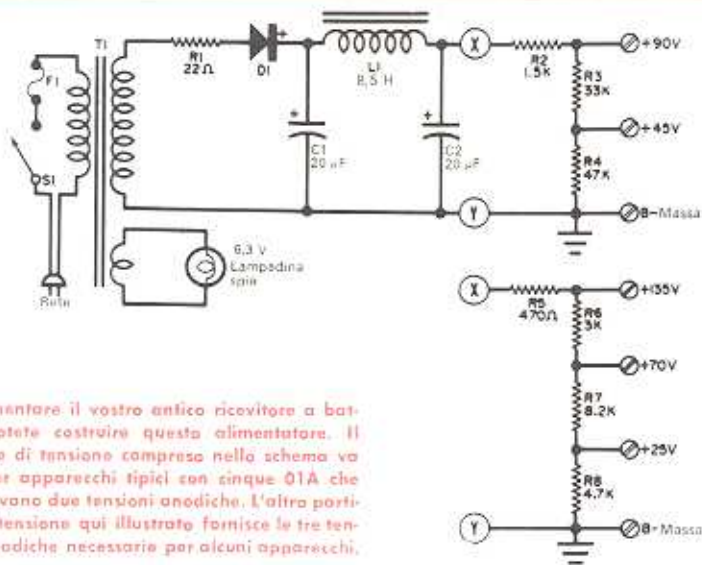 T1
F1
S1
Rete
R1
22Ω
D1
+
L1
8,5 H
+
C1
20 µF
+
C2
20 µF
X
R2
1.5K
+90V
R3
33K
+45V
R4
47K
Y
B-Massa
6,3 V
Lampadina
spia
X
R5
470Ω
+135V
R6
3K
+70V
R7
8.2K
+25V
R8
4.7K
Y
B-Massa
mentare il vostro antico ricevitore a bat-
otete costruire questo alimentatore. Il
e di tensione compreso nello schema va
er apparecchi tipici con cinque 01A che
vano due tensioni anodiche. L'altro parti-
tensione qui illustrato fornisce le tre ten-
odiche necessarie per alcuni apparecchi.